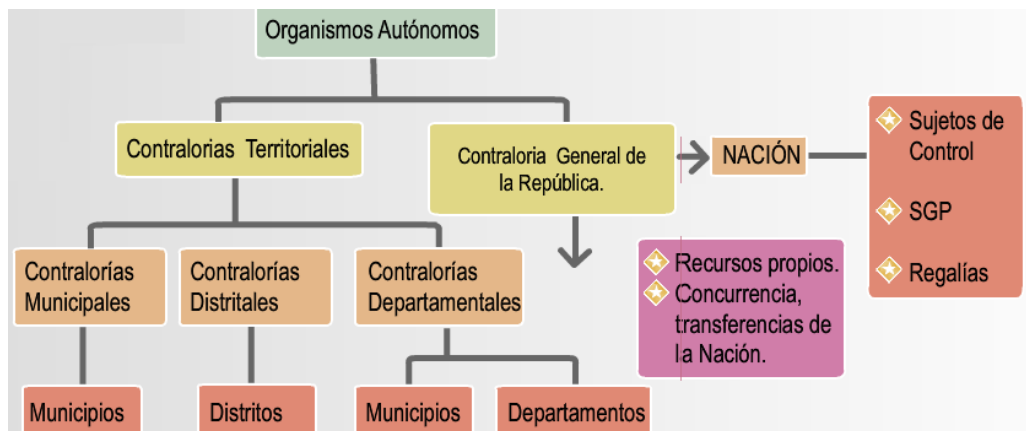 Organismos Autónomos
Contralorias Territoriales
Contraloria General de
la República.
NACIÓN
Sujetos de
Control
SGP
Regalías
Contralorías
Municipales
Contralorías
Distritales
Contralorías
Departamentales
Recursos propios.
Concurrencia,
transferencias de
la Nación.
Municipios
Distritos
Municipios
Departamentos